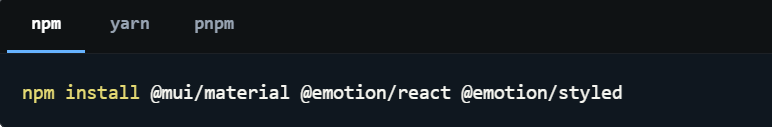 npm yarn pnpm
npm install @mui/material @emotion/react @emotion/styled